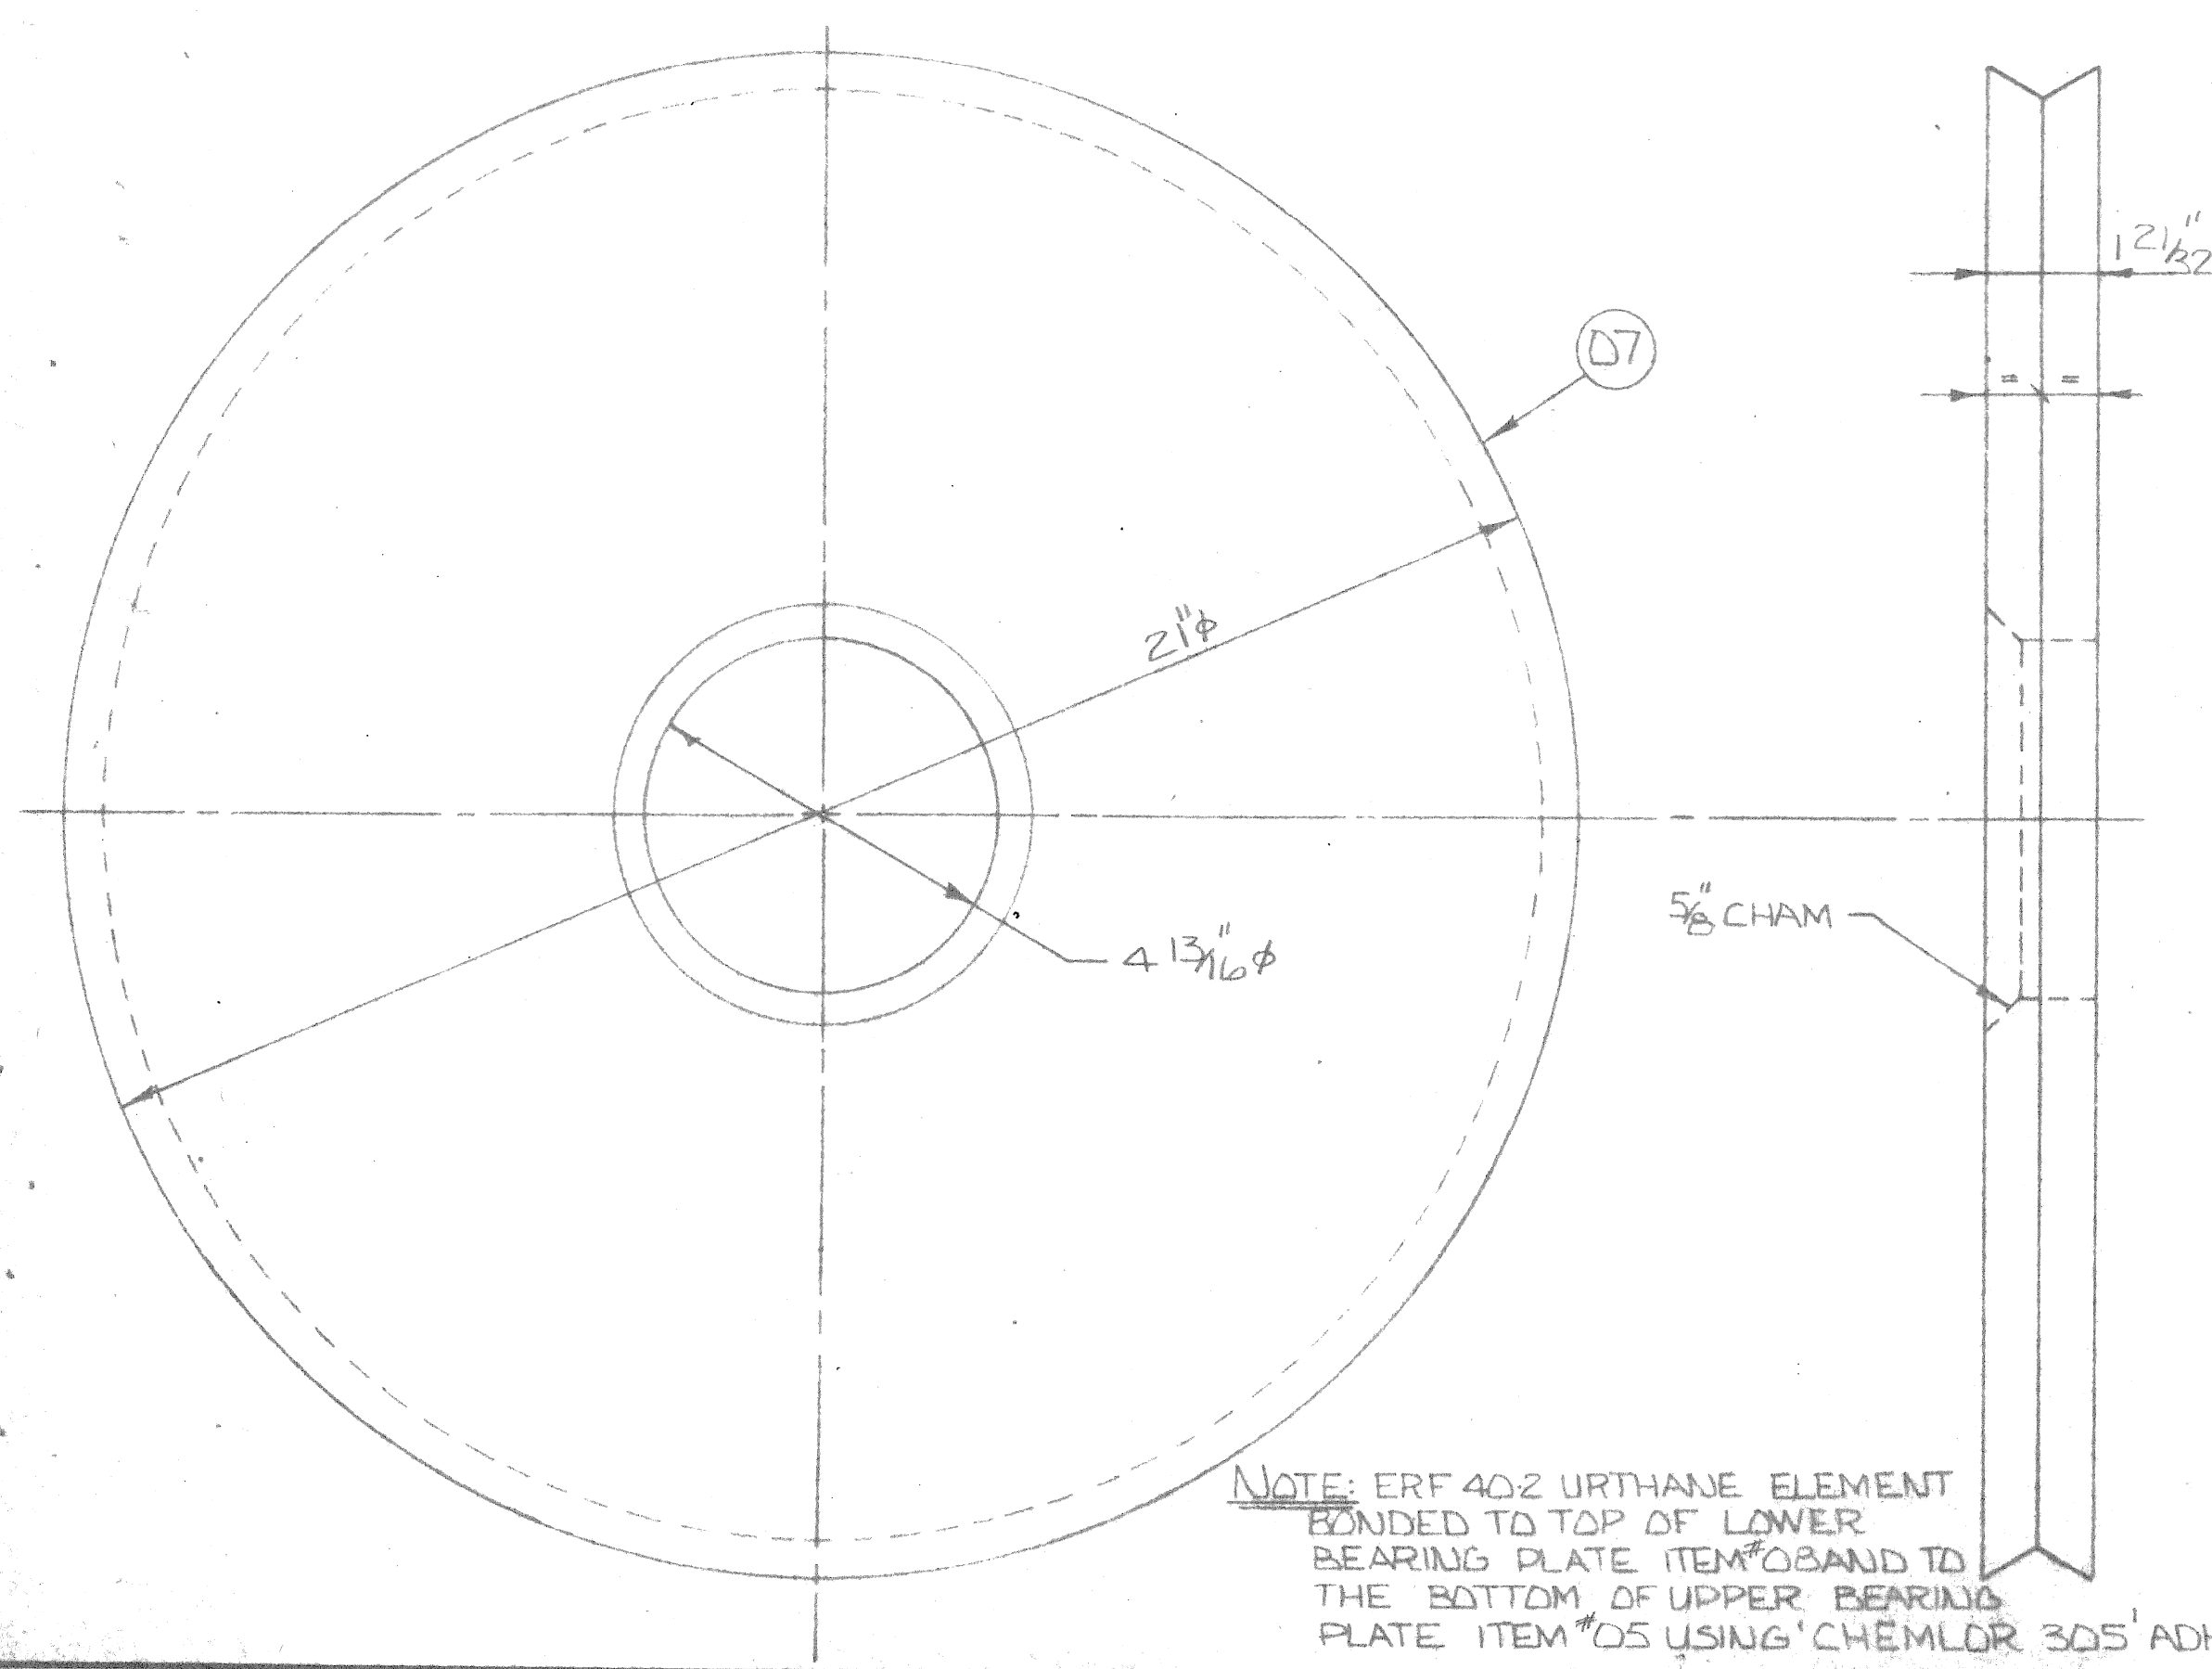 1 21/32"
07
= =
21"ϕ
5/8" CHAM
4 13/16"ϕ
NOTE: ERF 40·2 URTHANE ELEMENT
BONDED TO TOP OF LOWER
BEARING PLATE ITEM #08 AND TO
THE BOTTOM OF UPPER BEARING
PLATE ITEM #05 USING 'CHEMLOR 305' ADH